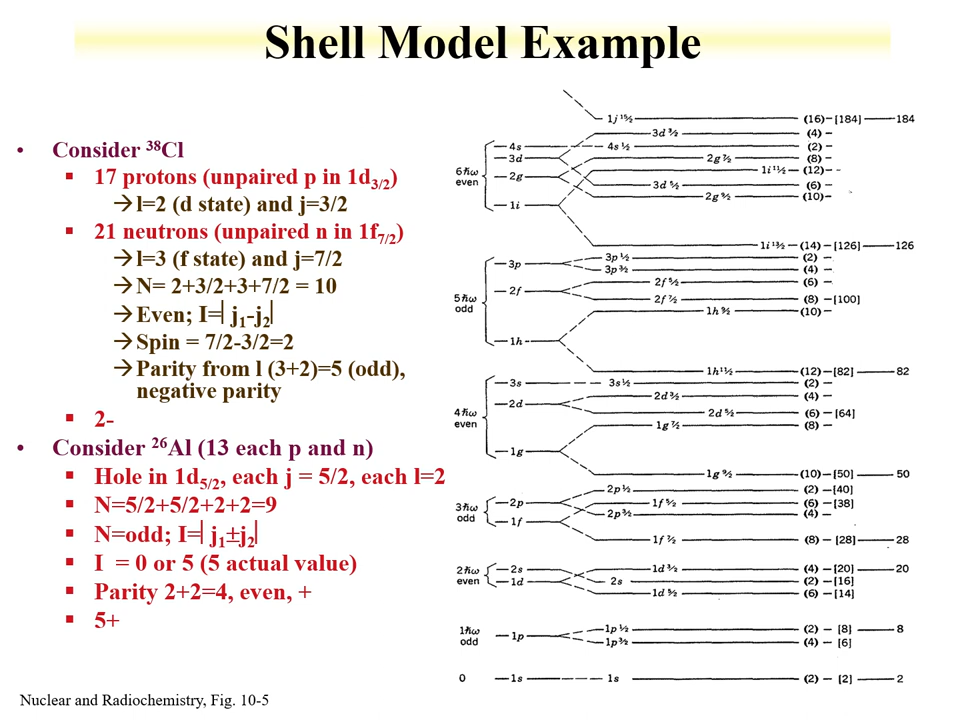 Shell Model Example
• Consider ³⁸Cl
▪ 17 protons (unpaired p in 1d₃/₂)
→ l=2 (d state) and j=3/2
▪ 21 neutrons (unpaired n in 1f₇/₂)
→ l=3 (f state) and j=7/2
→ N= 2+3/2+3+7/2 = 10
→ Even; I=| j₁-j₂|
→ Spin = 7/2-3/2=2
→ Parity from l (3+2)=5 (odd),
negative parity
▪ 2-
• Consider ²⁶Al (13 each p and n)
▪ Hole in 1d₅/₂, each j = 5/2, each l=2
▪ N=5/2+5/2+2+2=9
▪ N=odd; I=| j₁±j₂|
▪ I = 0 or 5 (5 actual value)
▪ Parity 2+2=4, even, +
▪ 5+
Nuclear and Radiochemistry, Fig. 10-5
1j 15/2 (16) [184] 184
3d 3/2 (4)
4s 4s 1/2 (2)
3d 2g 7/2 (8)
6ħω even 2g 1i 11/2 (12)
3d 5/2 (6)
1i 2g 9/2 (10)
1i 13/2 (14) [126] 126
3p 3p 1/2 (2)
3p 3/2 (4)
2f 2f 5/2 (6)
5ħω odd 2f 7/2 (8) [100]
1h 9/2 (10)
1h
1h 11/2 (12) [82] 82
3s 3s 1/2 (2)
2d 2d 3/2 (4)
4ħω even 2d 5/2 (6) [64]
1g 7/2 (8)
1g
1g 9/2 (10) [50] 50
2p 2p 1/2 (2) [40]
3ħω odd 1f 5/2 (6) [38]
1f 2p 3/2 (4)
1f 7/2 (8) [28] 28
2s 1d 3/2 (4) [20] 20
2ħω even 1d 2s (2) [16]
1d 5/2 (6) [14]
1ħω odd 1p 1p 1/2 (2) [8] 8
1p 3/2 (4) [6]
0 1s 1s (2) [2] 2